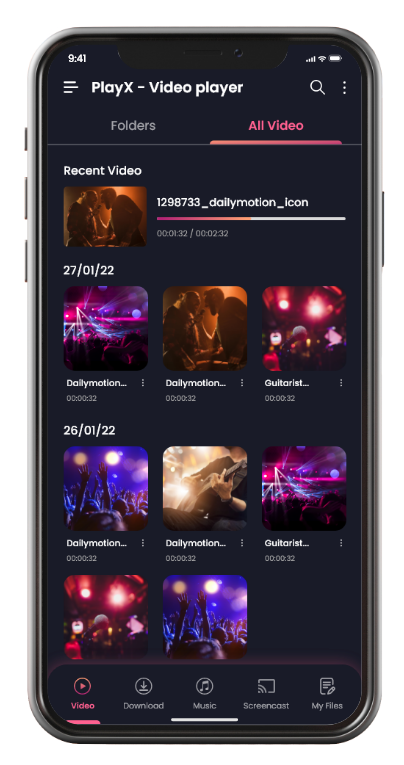 9:41
PlayX - Video player
Folders All Video
Recent Video
1298733_dailymotion_icon
00:01:32 / 00:02:32
27/01/22
Dailymotion... Dailymotion... Guitarist...
00:00:32 00:00:32 00:00:32
26/01/22
Dailymotion... Dailymotion... Guitarist...
00:00:32 00:00:32 00:00:32
Video Download Music Screencast My Files